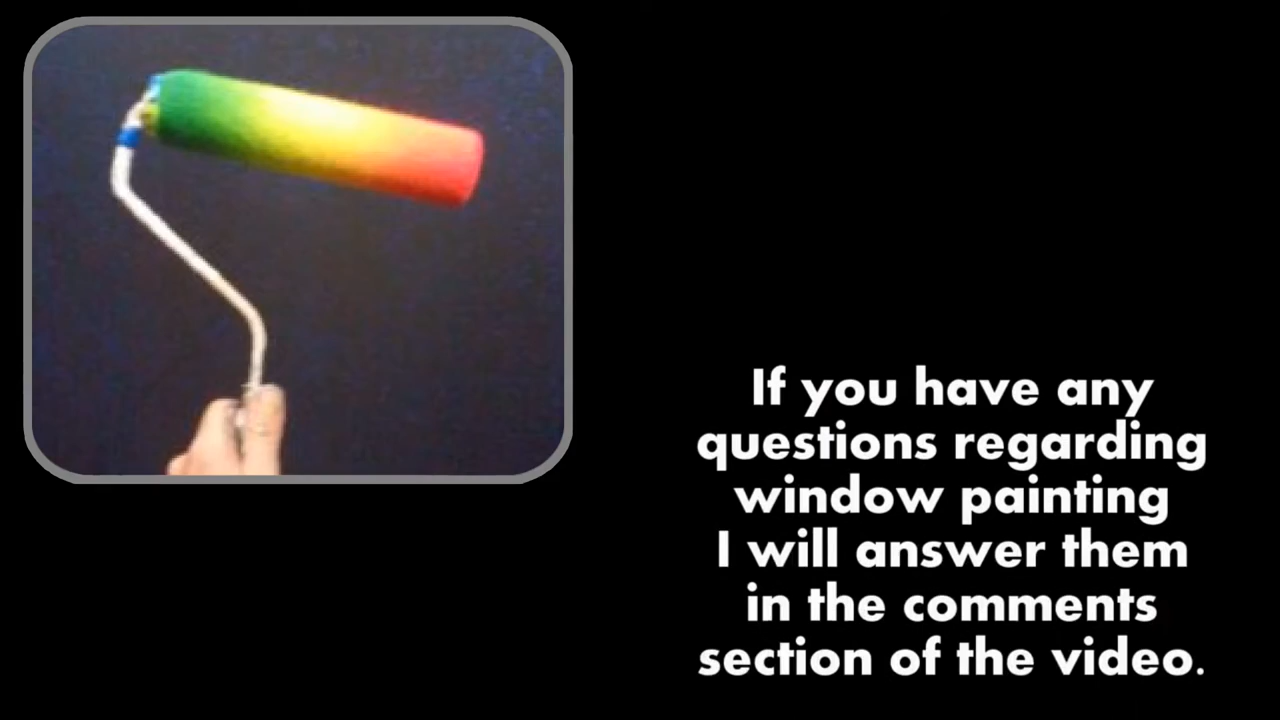 If you have any
questions regarding
window painting
I will answer them
in the comments
section of the video.